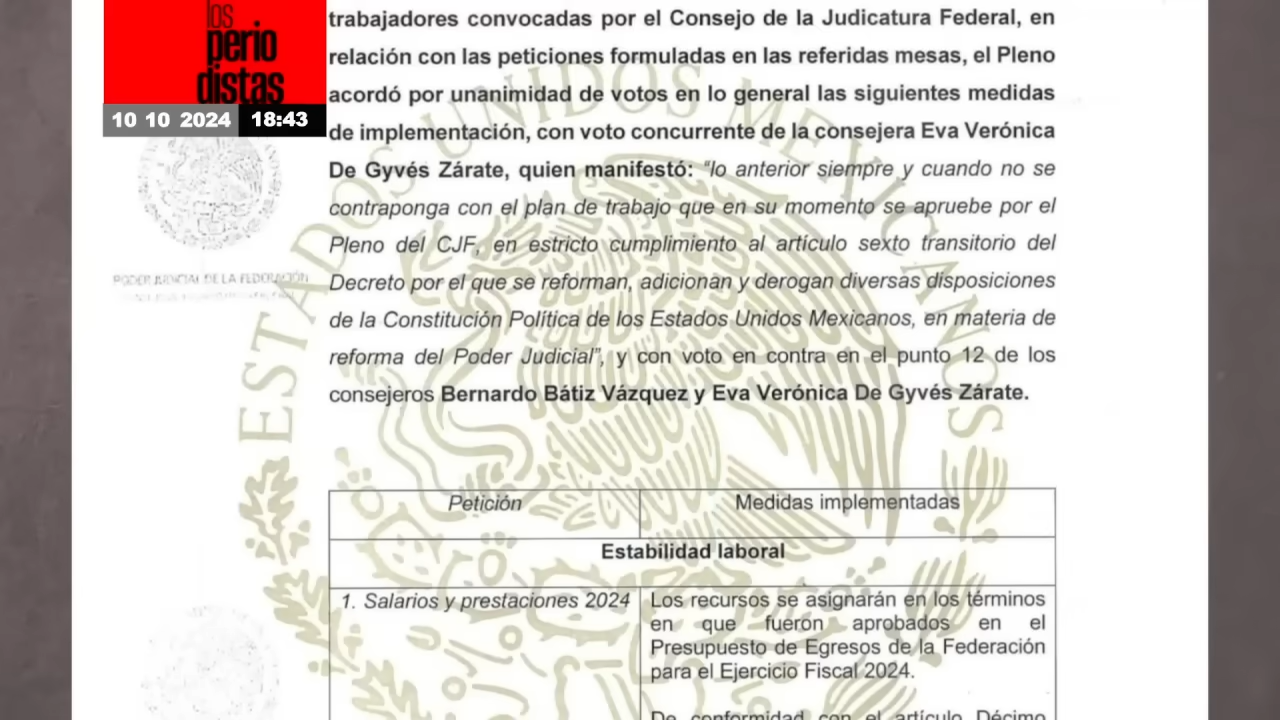 los
perio
distas
10 10 2024 18:43
trabajadores convocadas por el Consejo de la Judicatura Federal, en
relación con las peticiones formuladas en las referidas mesas, el Pleno
acordó por unanimidad de votos en lo general las siguientes medidas
de implementación, con voto concurrente de la consejera Eva Verónica
De Gyvés Zárate, quien manifestó: “lo anterior siempre y cuando no se
contraponga con el plan de trabajo que en su momento se apruebe por el
Pleno del CJF, en estricto cumplimiento al artículo sexto transitorio del
Decreto por el que se reforman, adicionan y derogan diversas disposiciones
de la Constitución Política de los Estados Unidos Mexicanos, en materia de
reforma del Poder Judicial”, y con voto en contra en el punto 12 de los
consejeros Bernardo Bátiz Vázquez y Eva Verónica De Gyvés Zárate.
PODER JUDICIAL DE LA FEDERACIÓN
ESTADOS UNIDOS MEXICANOS
Petición Medidas implementadas
Estabilidad laboral
1. Salarios y prestaciones 2024
Los recursos se asignarán en los términos
en que fueron aprobados en el
Presupuesto de Egresos de la Federación
para el Ejercicio Fiscal 2024.
De conformidad con el artículo Décimo